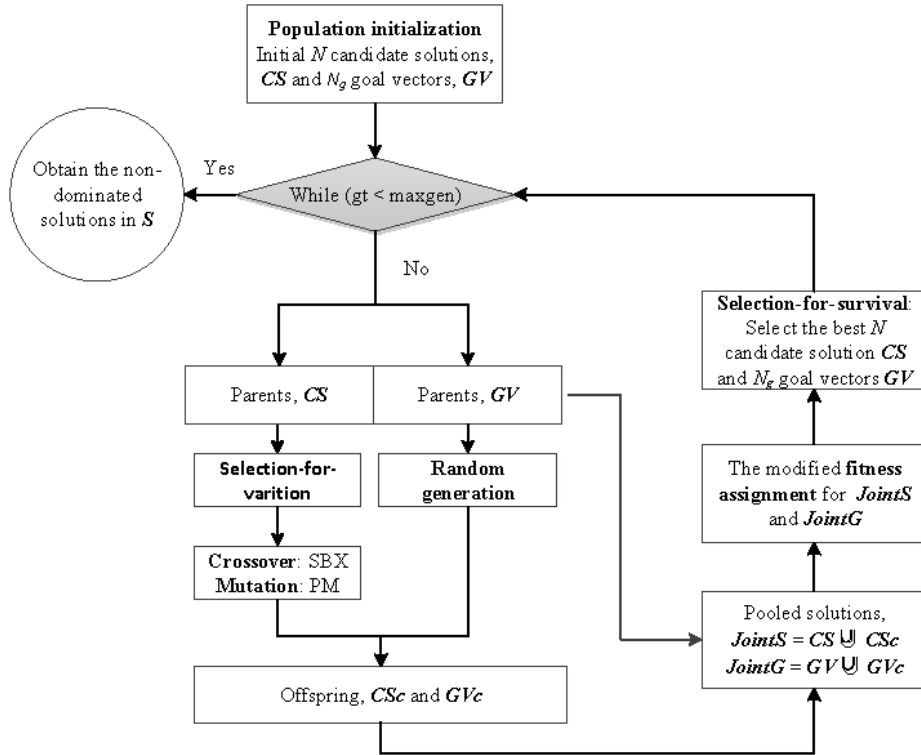 Population initialization
Initial N candidate solutions,
CS and Ng goal vectors, GV
Yes
Obtain the non-
dominated
solutions in S
While (gt < maxgen)
No
Selection-for-survival:
Select the best N
candidate solution CS
and Ng goal vectors GV
Parents, CS
Parents, GV
Selection-for-
varition
Random
generation
The modified fitness
assignment for JointS
and JointG
Crossover: SBX
Mutation: PM
Pooled solutions,
JointS = CS ⋓ CSc
JointG = GV ⋓ GVc
Offspring, CSc and GVc